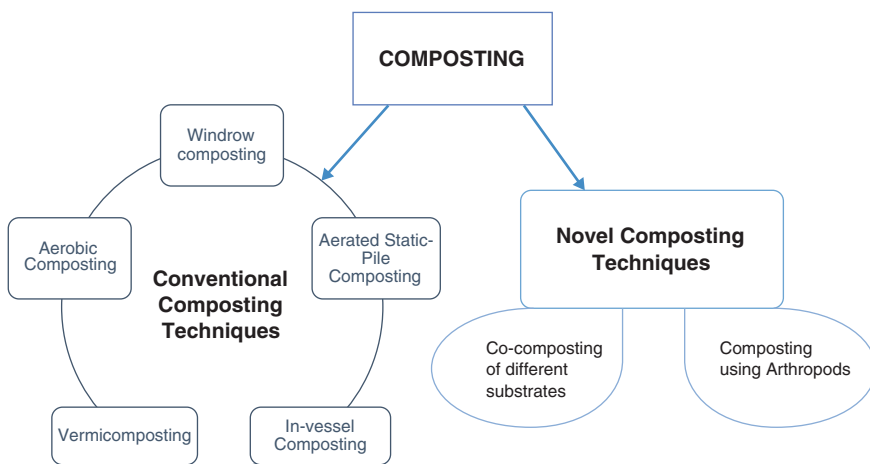 COMPOSTING
Windrow
composting
Aerobic
Composting
Aerated Static-
Pile
Composting
Conventional
Composting
Techniques
Vermicomposting
In-vessel
Composting
Novel Composting
Techniques
Co-composting
of different
substrates
Composting
using Arthropods